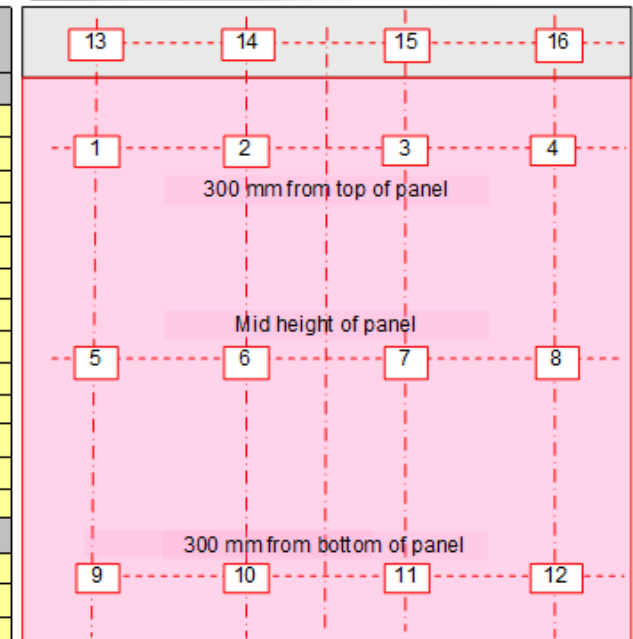 13 14 15 16
1 2 3 4
300 mm from top of panel
Mid height of panel
5 6 7 8
300 mm from bottom of panel
9 10 11 12